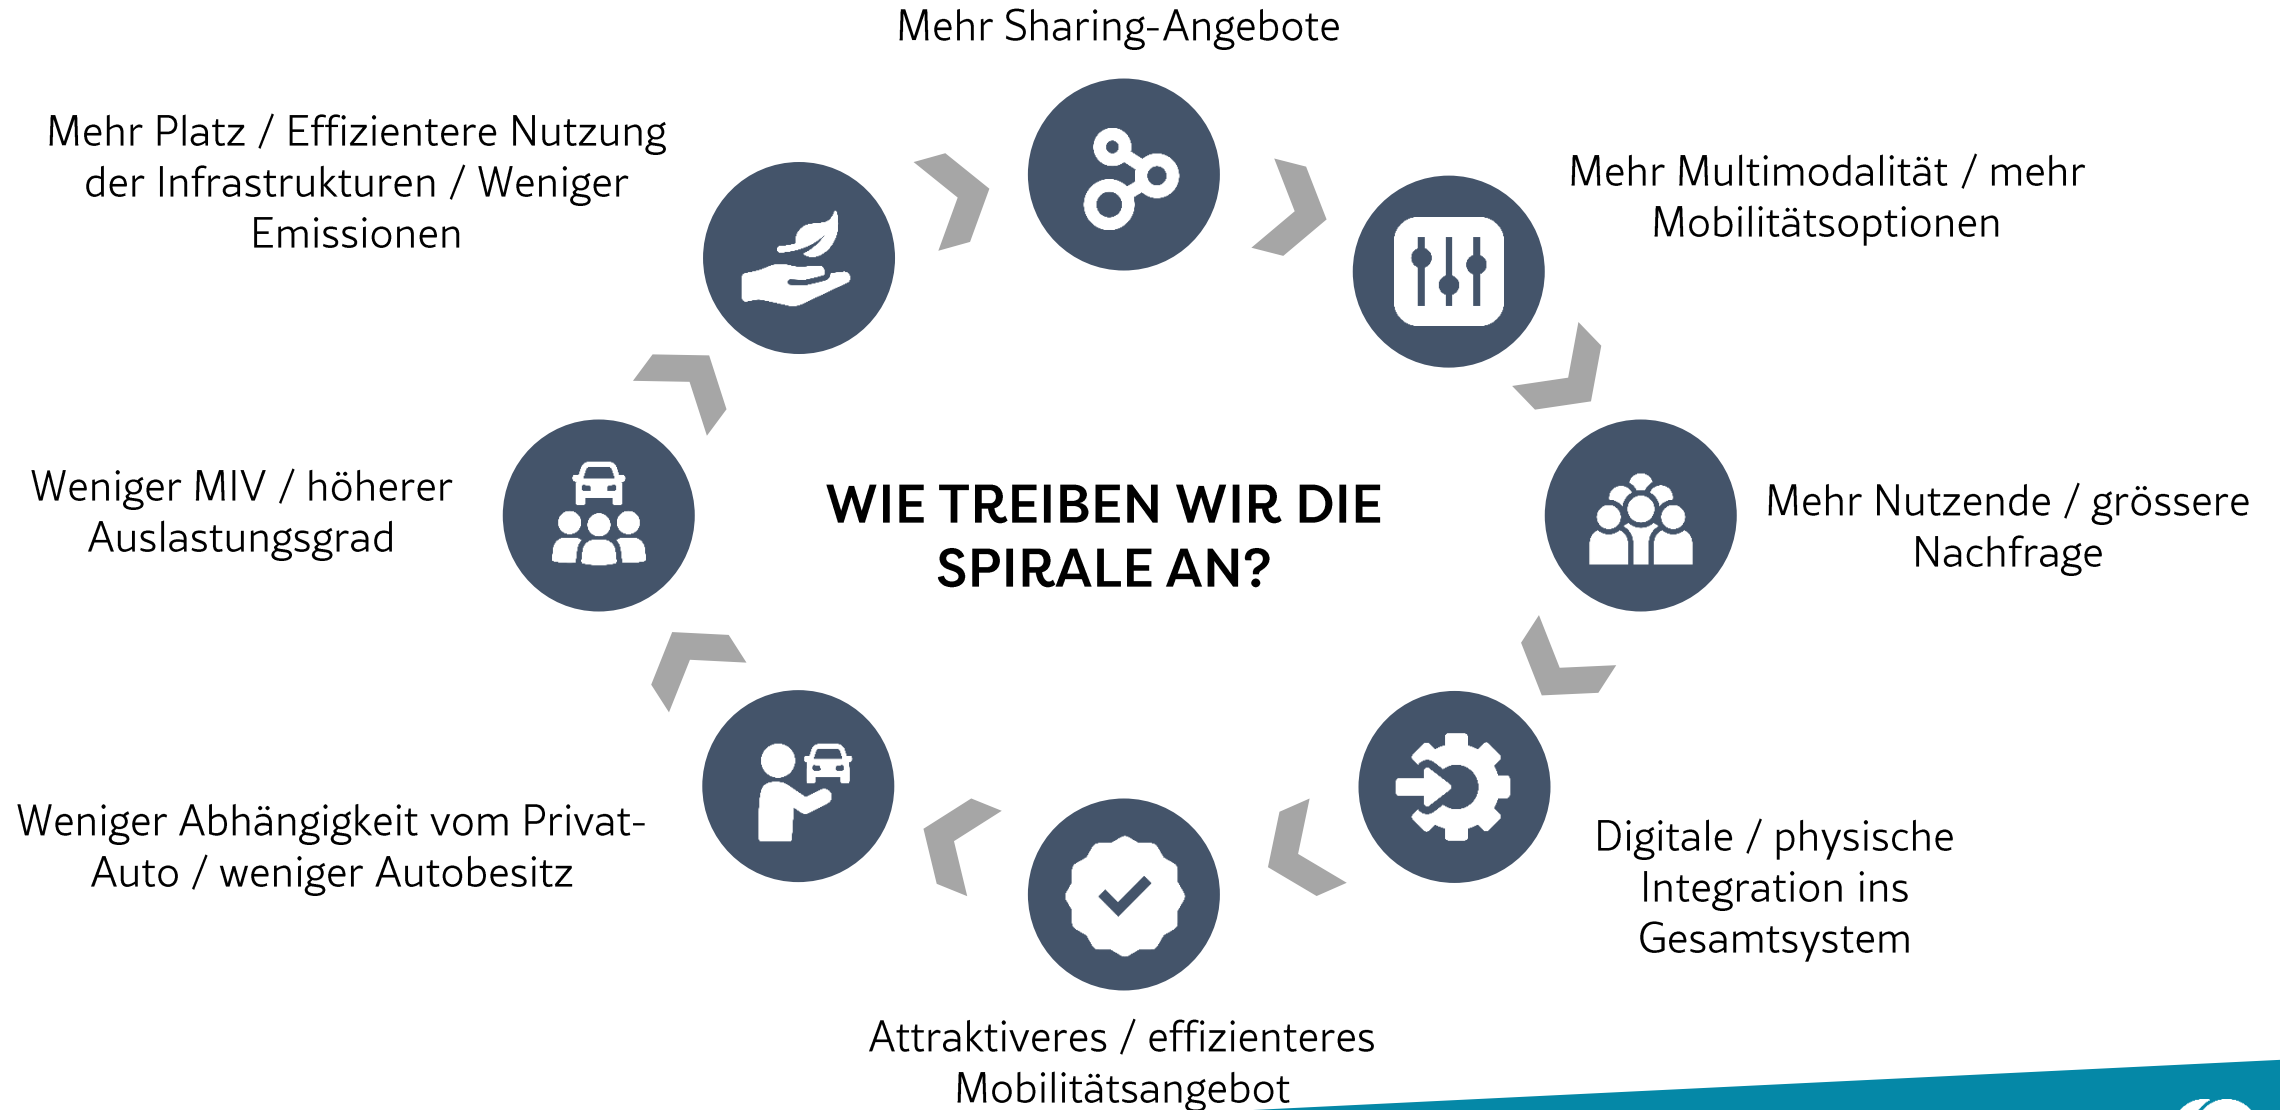 Mehr Sharing-Angebote
Mehr Platz / Effizientere Nutzung
der Infrastrukturen / Weniger
Emissionen
Mehr Multimodalität / mehr
Mobilitätsoptionen
Weniger MIV / höherer
Auslastungsgrad
WIE TREIBEN WIR DIE
SPIRALE AN?
Mehr Nutzende / grössere
Nachfrage
Weniger Abhängigkeit vom Privat-
Auto / weniger Autobesitz
Digitale / physische
Integration ins
Gesamtsystem
Attraktiveres / effizienteres
Mobilitätsangebot